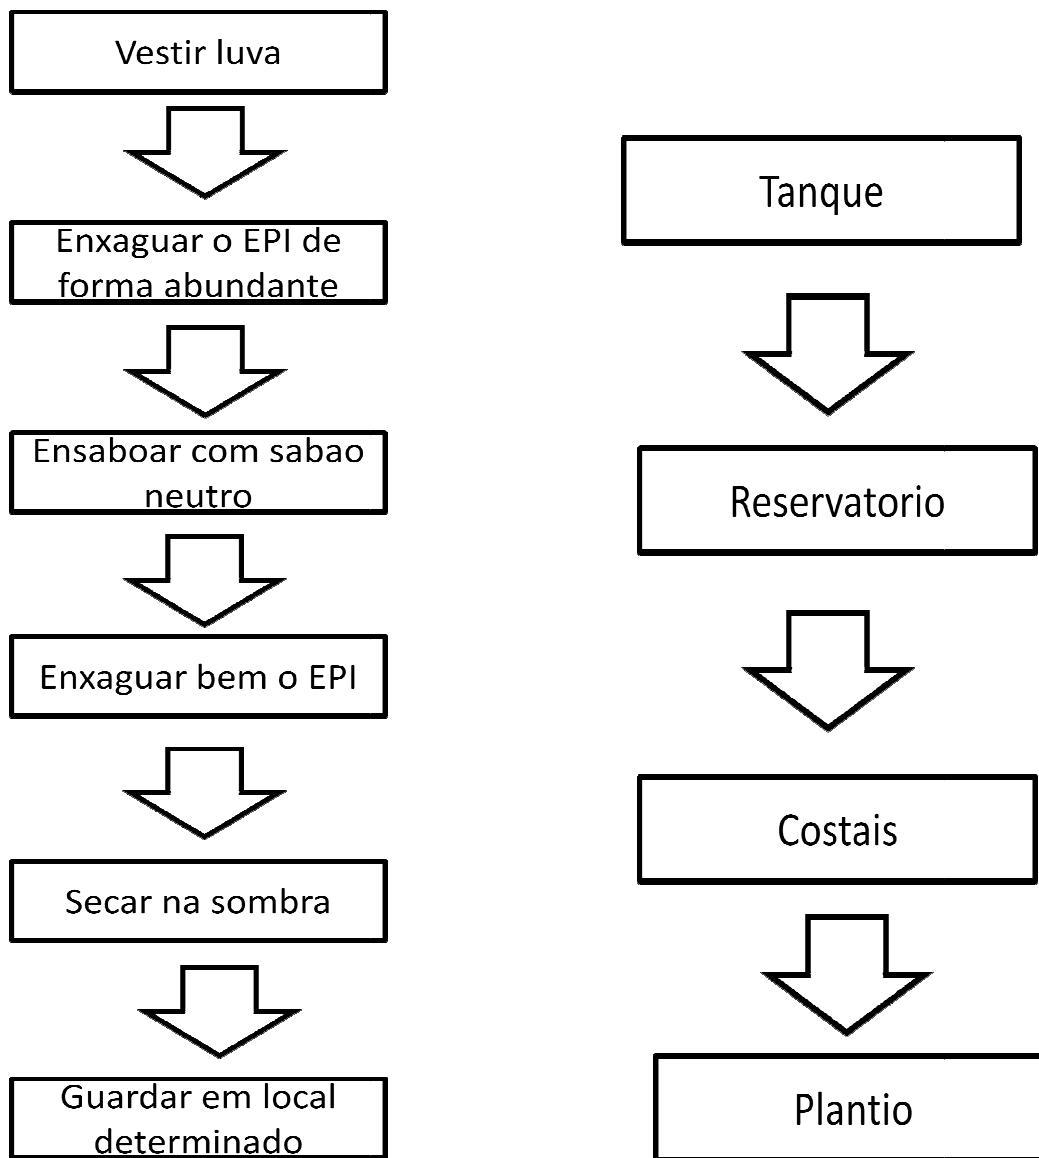 Vestir luva
Enxaguar o EPI de
forma abundante
Ensaboar com sabao
neutro
Enxaguar bem o EPI
Secar na sombra
Guardar em local
determinado
Tanque
Reservatorio
Costais
Plantio